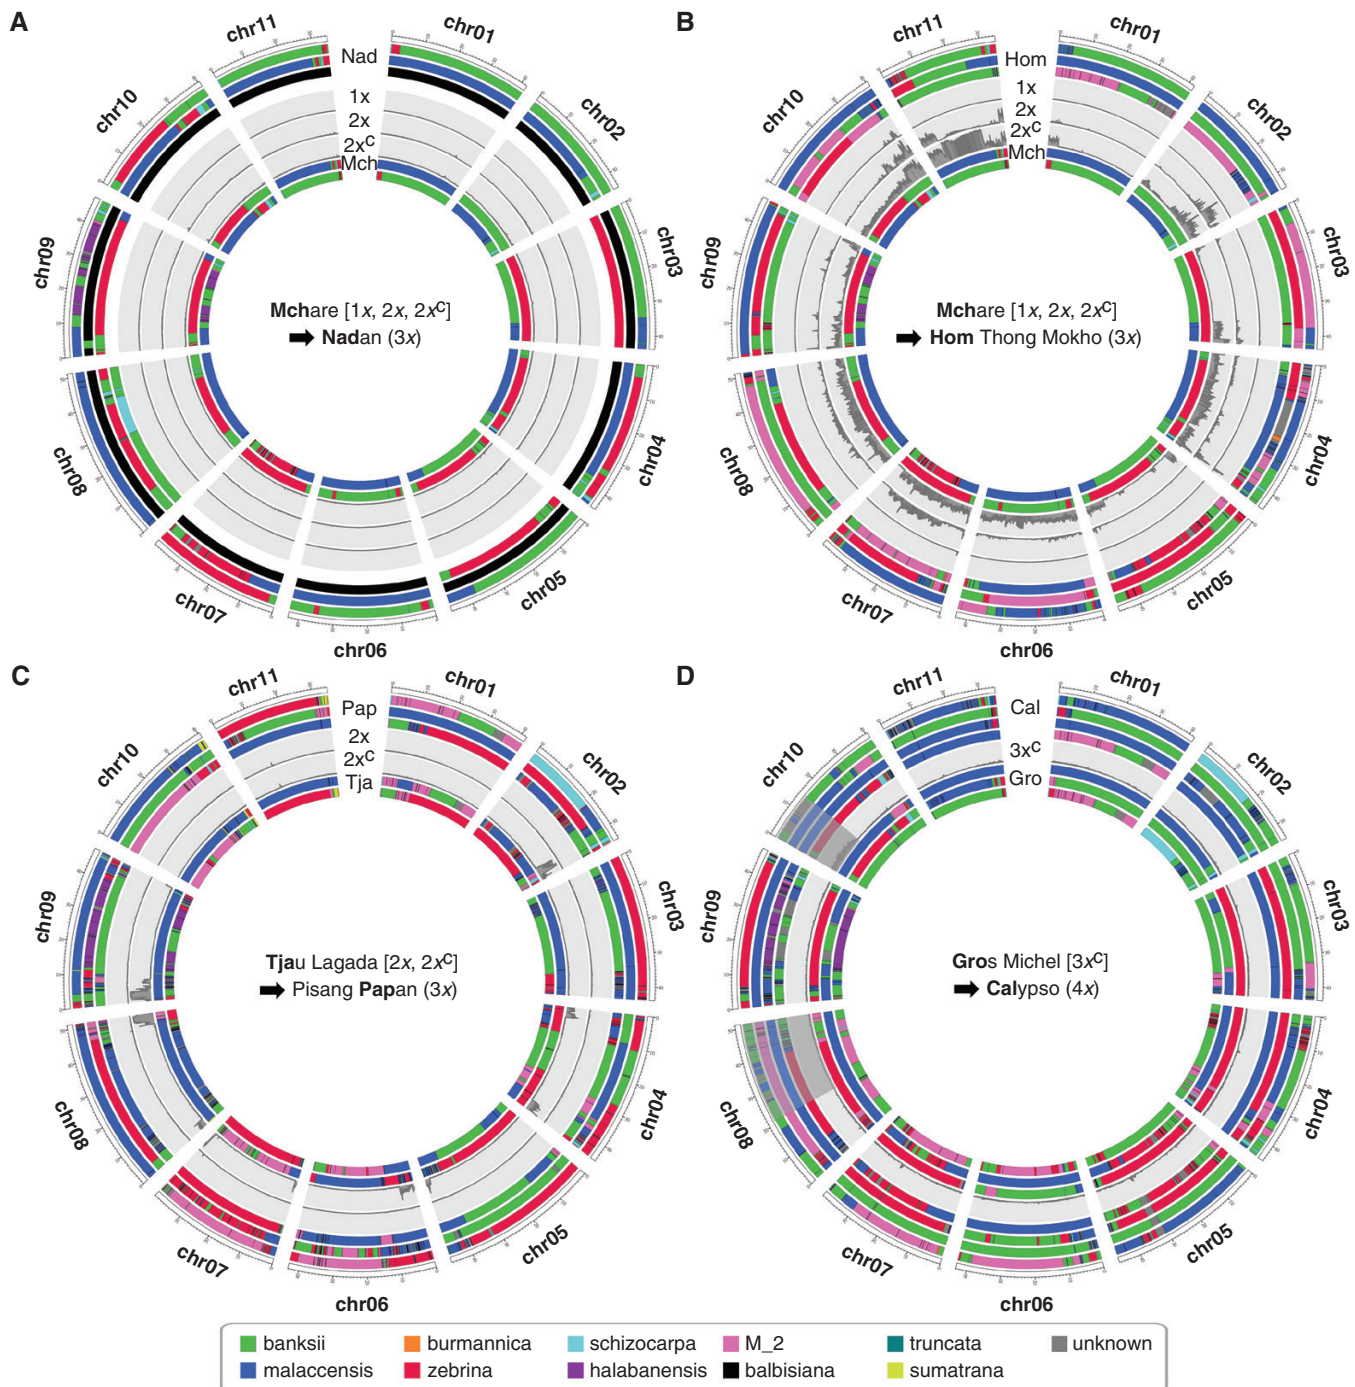 A
chr11
chr01
Nad
1x
2x
2xC
Mch
chr10
chr02
chr09
chr03
Mchare [1x, 2x, 2xC]
➡ Nadan (3x)
chr08
chr04
chr07
chr05
chr06
B
chr11
chr01
Hom
1x
2x
2xC
Mch
chr10
chr02
chr09
chr03
Mchare [1x, 2x, 2xC]
➡ Hom Thong Mokho (3x)
chr08
chr04
chr07
chr05
chr06
C
chr11
chr01
Pap
2x
2xC
Tja
chr10
chr02
chr09
chr03
Tjau Lagada [2x, 2xC]
➡ Pisang Papan (3x)
chr08
chr04
chr07
chr05
chr06
D
chr11
chr01
Cal
3xC
Gro
chr10
chr02
chr09
chr03
Gros Michel [3xC]
➡ Calypso (4x)
chr08
chr04
chr07
chr05
chr06
banksii burmannica schizocarpa M_2 truncata unknown
malaccensis zebrina halabanensis balbisiana sumatrana